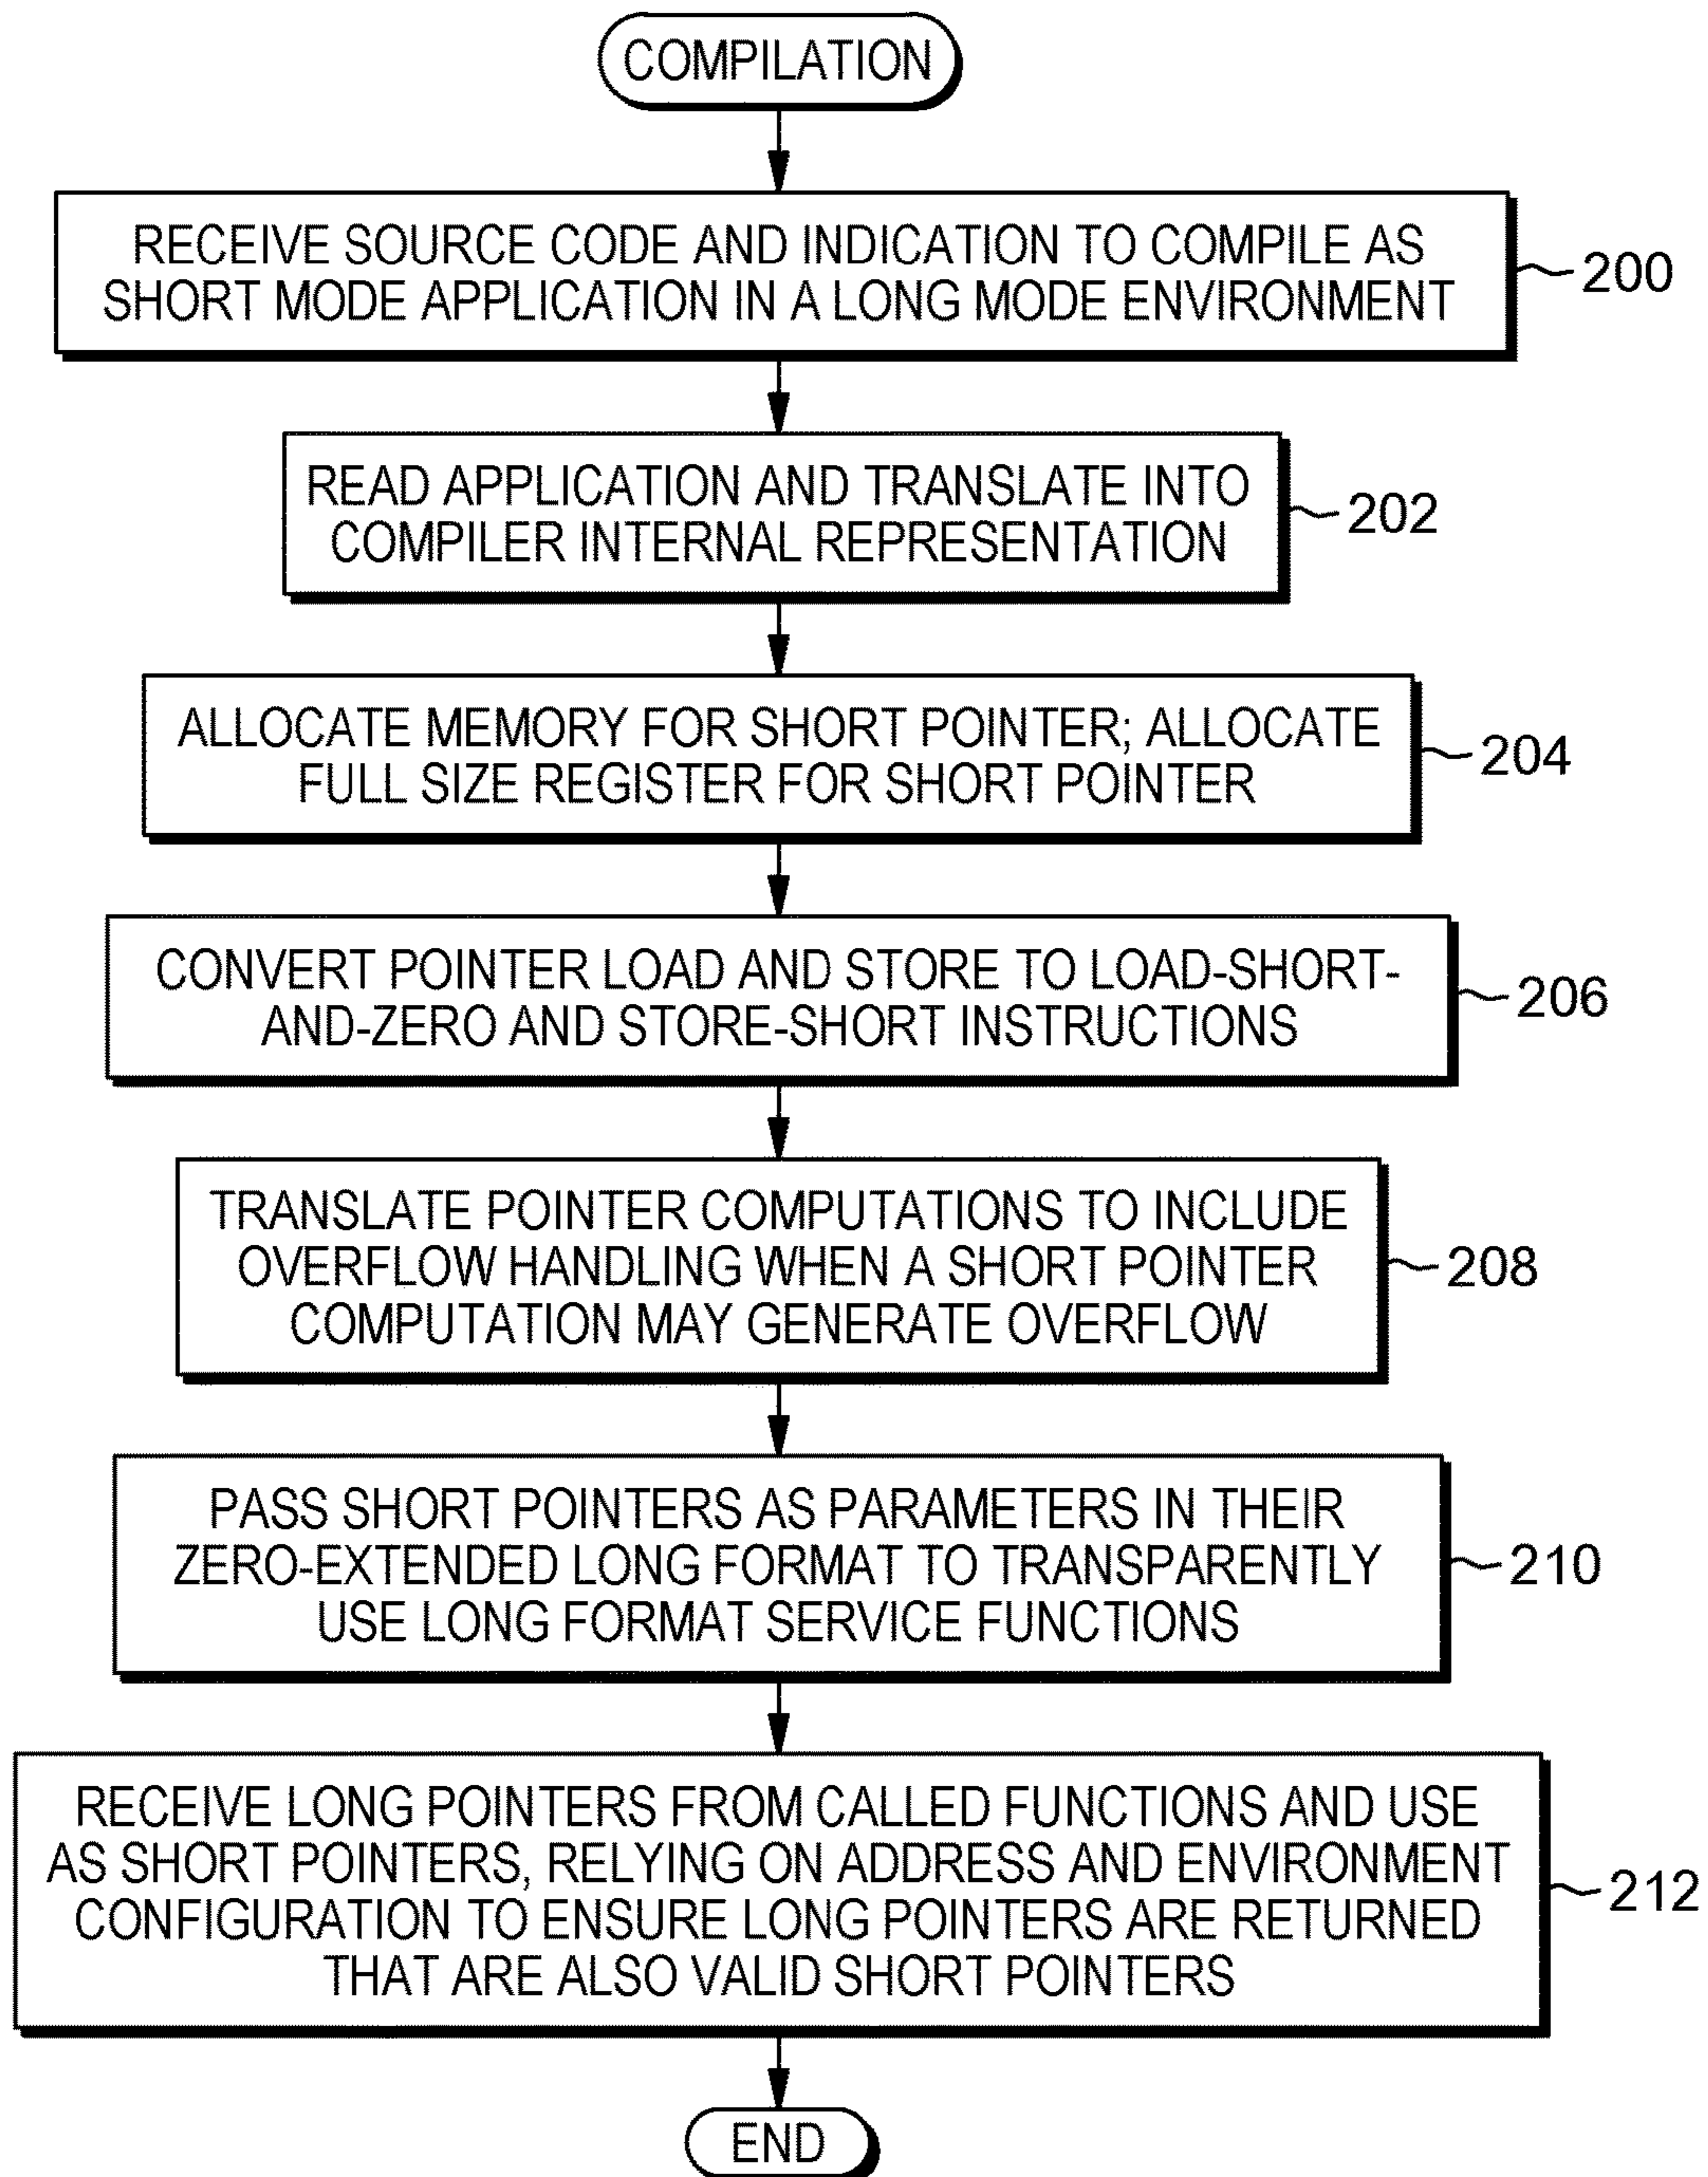 COMPILATION
RECEIVE SOURCE CODE AND INDICATION TO COMPILE AS
SHORT MODE APPLICATION IN A LONG MODE ENVIRONMENT
200
READ APPLICATION AND TRANSLATE INTO
COMPILER INTERNAL REPRESENTATION
202
ALLOCATE MEMORY FOR SHORT POINTER; ALLOCATE
FULL SIZE REGISTER FOR SHORT POINTER
204
CONVERT POINTER LOAD AND STORE TO LOAD-SHORT-
AND-ZERO AND STORE-SHORT INSTRUCTIONS
206
TRANSLATE POINTER COMPUTATIONS TO INCLUDE
OVERFLOW HANDLING WHEN A SHORT POINTER
COMPUTATION MAY GENERATE OVERFLOW
208
PASS SHORT POINTERS AS PARAMETERS IN THEIR
ZERO-EXTENDED LONG FORMAT TO TRANSPARENTLY
USE LONG FORMAT SERVICE FUNCTIONS
210
RECEIVE LONG POINTERS FROM CALLED FUNCTIONS AND USE
AS SHORT POINTERS, RELYING ON ADDRESS AND ENVIRONMENT
CONFIGURATION TO ENSURE LONG POINTERS ARE RETURNED
THAT ARE ALSO VALID SHORT POINTERS
212
END